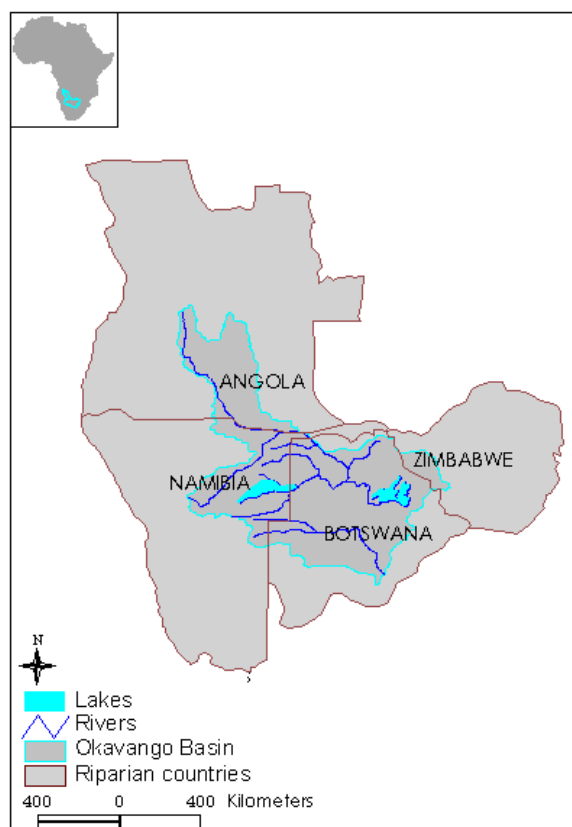 ANGOLA
ZIMBABWE
NAMIBIA
BOTSWANA
N
Lakes
Rivers
Okavango Basin
Riparian countries
400 0 400 Kilometers